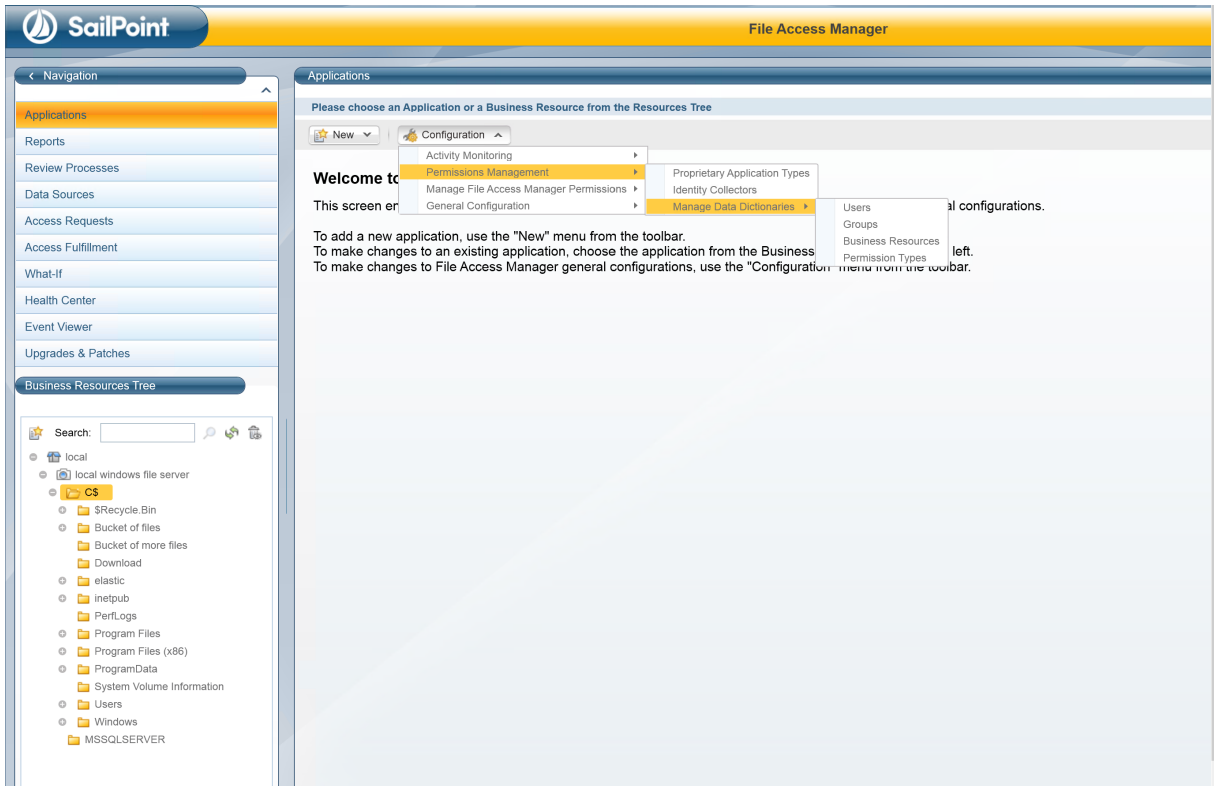 SailPoint
File Access Manager
Navigation
Applications
Reports
Review Processes
Data Sources
Access Requests
Access Fulfillment
What-If
Health Center
Event Viewer
Upgrades & Patches
Business Resources Tree
Search:
local
local windows file server
C$
$Recycle.Bin
Bucket of files
Bucket of more files
Download
elastic
inetpub
PerfLogs
Program Files
Program Files (x86)
ProgramData
System Volume Information
Users
Windows
MSSQLSERVER
Applications
Please choose an Application or a Business Resource from the Resources Tree
New
Configuration
Activity Monitoring
Permissions Management
Manage File Access Manager Permissions
General Configuration
Proprietary Application Types
Identity Collectors
Manage Data Dictionaries
Users
Groups
Business Resources
Permission Types
Welcome to
This screen en l configurations.
To add a new application, use the "New" menu from the toolbar.
To make changes to an existing application, choose the application from the Business left.
To make changes to File Access Manager general configurations, use the "Configuration" menu from the toolbar.